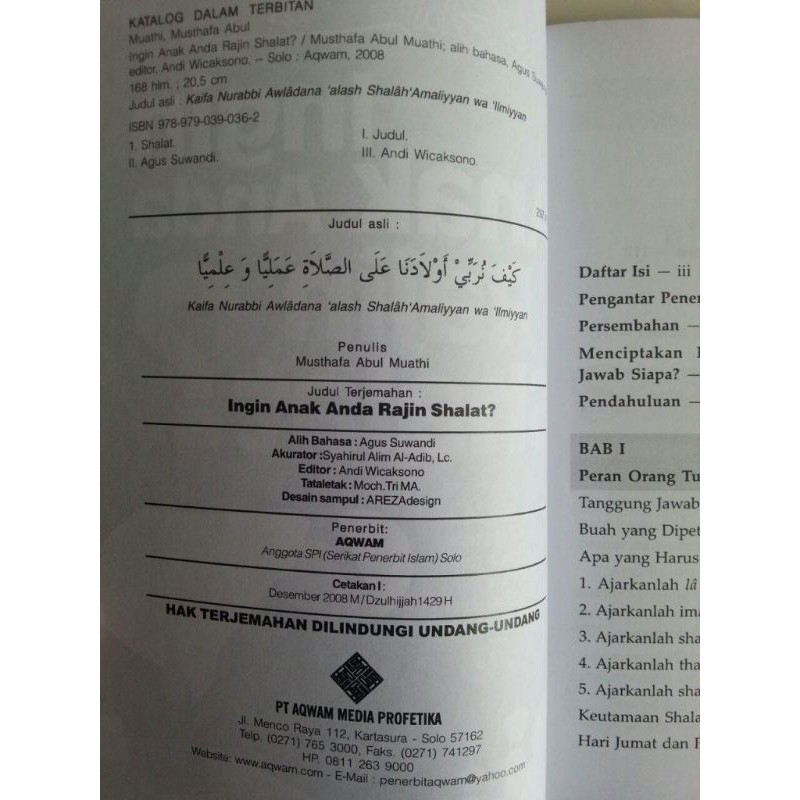 KATALOG DALAM TERBITAN
Muathi, Musthafa Abul
Ingin Anak Anda Rajin Shalat? / Musthafa Abul Muathi; alih bahasa, Agus
editor, Andi Wicaksono. -- Solo : Aqwam, 2008
168 hlm. ; 20,5 cm
Judul asli : Kaifa Nurabbi Awlâdana ‘alash Shalâh‘Amaliyyan wa ‘Ilmiyyan
ISBN 978-979-039-036-2
1. Shalat. I. Judul.
II. Agus Suwandi. III. Andi Wicaksono.
Judul asli :
كَيْفَ نُرَبِّيْ أَوْلَادَنَا عَلَى الصَّلَاةِ عَمَلِيًّا وَ عِلْمِيًّا
Kaifa Nurabbi Awlâdana ‘alash Shalâh‘Amaliyyan wa ‘Ilmiyyan
Penulis
Musthafa Abul Muathi
Judul Terjemahan :
Ingin Anak Anda Rajin Shalat?
Alih Bahasa : Agus Suwandi
Akurator : Syahirul Alim Al-Adib, Lc.
Editor : Andi Wicaksono
Tataletak : Moch.Tri MA.
Desain sampul : AREZAdesign
Penerbit:
AQWAM
Anggota SPI (Serikat Penerbit Islam) Solo
Cetakan I :
Desember 2008 M / Dzulhijjah 1429 H
HAK TERJEMAHAN DILINDUNGI UNDANG-UNDANG
PT AQWAM MEDIA PROFETIKA
Jl. Menco Raya 112, Kartasura - Solo 57162
Telp. (0271) 765 3000, Faks. (0271) 741297
HP. 0811 263 9000
Website: www.aqwam.com - E-Mail : penerbitaqwam@yahoo.com
Daftar Isi — iii
Pengantar
Persembahan —
Menciptakan
Jawab Siapa? —
Pendahuluan —
BAB I
Peran Orang
Tanggung Jawab
Buah yang
Apa yang Harus
1. Ajarkanlah lâ
2. Ajarkanlah
3. Ajarkanlah
4. Ajarkanlah
5. Ajarkanlah
Keutamaan
Hari Jumat dan